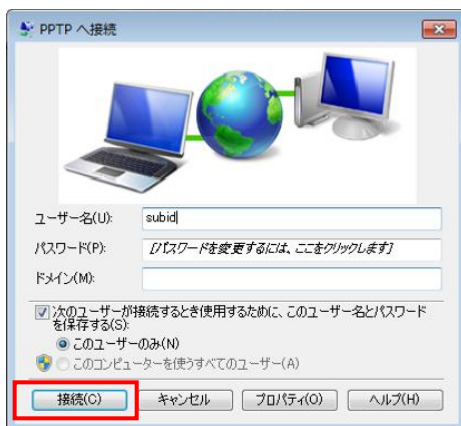 PPTP へ接続
ユーザー名(U):
subid
パスワード(P):
[パスワードを変更するには、ここをクリックします]
ドメイン(M):
次のユーザーが接続するとき使用するために、このユーザー名とパスワード
を保存する(S):
このユーザーのみ(N)
このコンピューターを使うすべてのユーザー(A)
接続(C)
キャンセル
プロパティ(O)
ヘルプ(H)